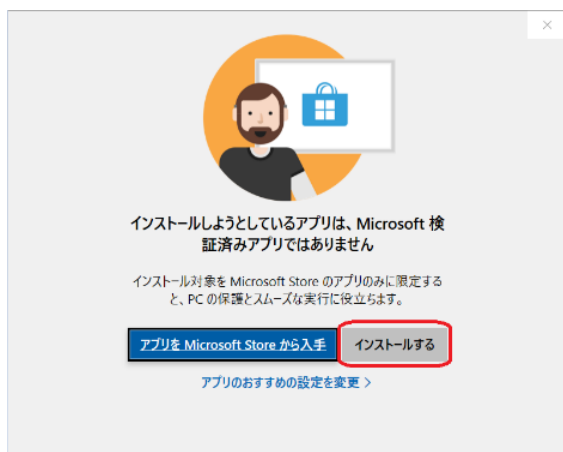 インストールしようとしているアプリは、Microsoft 検
証済みアプリではありません
インストール対象を Microsoft Store のアプリのみに限定する
と、PC の保護とスムーズな実行に役立ちます。
アプリを Microsoft Store から入手
インストールする
アプリのおすすめの設定を変更 >